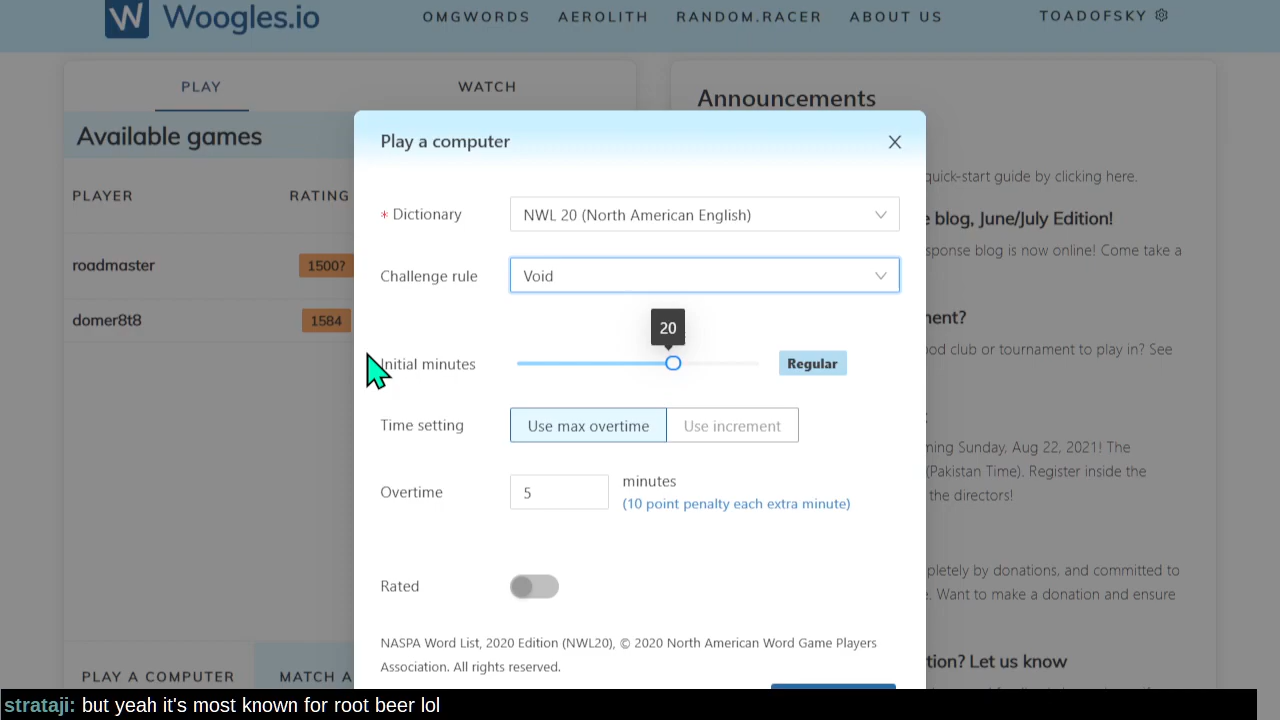 W Woogles.io
OMGWORDS AEROLITH RANDOM.RACER ABOUT US TOADOFSKY
PLAY WATCH
Available games
PLAYER RATING
roadmaster 1500?
domer8t8 1584
PLAY A COMPUTER MATCH A
Play a computer
* Dictionary NWL 20 (North American English)
Challenge rule Void
20
Initial minutes Regular
Time setting Use max overtime Use increment
Overtime 5 minutes
(10 point penalty each extra minute)
Rated
NASPA Word List, 2020 Edition (NWL20), © 2020 North American Word Game Players
Association. All rights reserved.
Announcements
quick-start guide by clicking here.
blog, June/July Edition!
sponse blog is now online! Come take a
ment?
od club or tournament to play in? See
ming Sunday, Aug 22, 2021! The
(Pakistan Time). Register inside the
the directors!
pletely by donations, and committed to
. Want to make a donation and ensure
tion? Let us know
strataji: but yeah it's most known for root beer lol